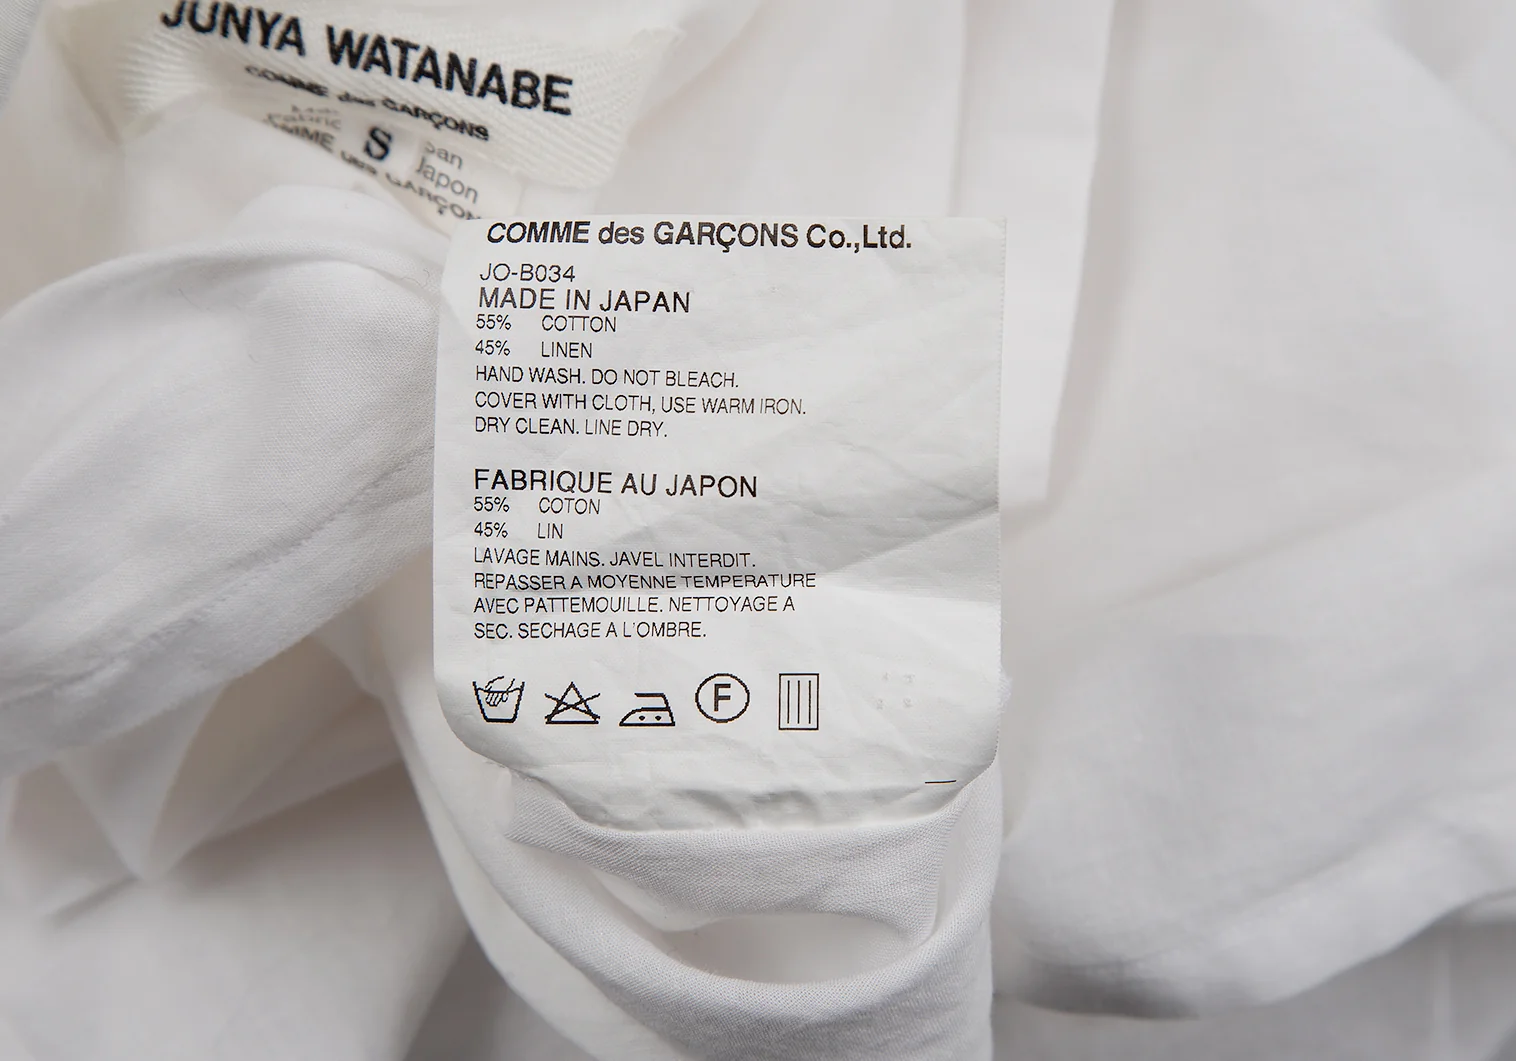 JUNYA WATANABE
COMME des GARÇONS
S
Japon
COMME des GARÇONS Co.,Ltd.
JO-B034
MADE IN JAPAN
55% COTTON
45% LINEN
HAND WASH. DO NOT BLEACH.
COVER WITH CLOTH, USE WARM IRON.
DRY CLEAN. LINE DRY.
FABRIQUE AU JAPON
55% COTON
45% LIN
LAVAGE MAINS. JAVEL INTERDIT.
REPASSER A MOYENNE TEMPERATURE
AVEC PATTEMOUILLE. NETTOYAGE A
SEC. SECHAGE A L'OMBRE.
F